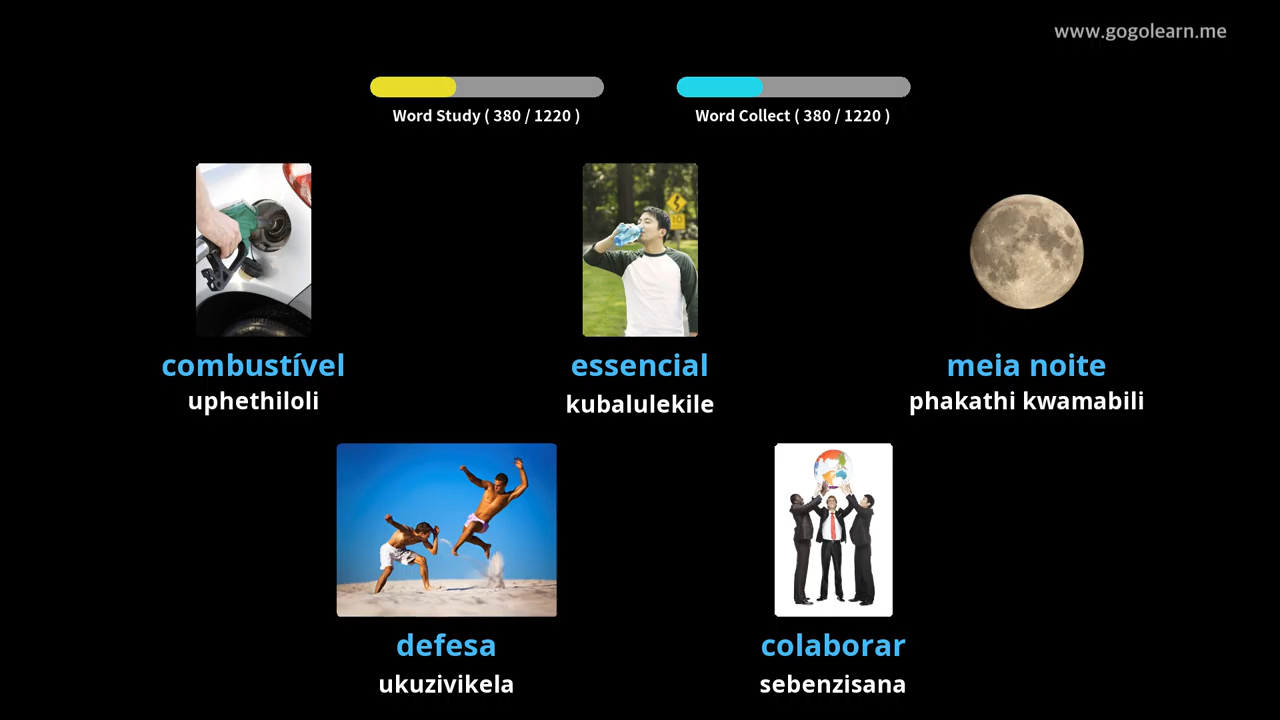 www.gogolearn.me
Word Study ( 380 / 1220 )
Word Collect ( 380 / 1220 )
combustível
uphethiloli
essencial
kubalulekile
meia noite
phakathi kwamabili
defesa
ukuzivikela
colaborar
sebenzisana